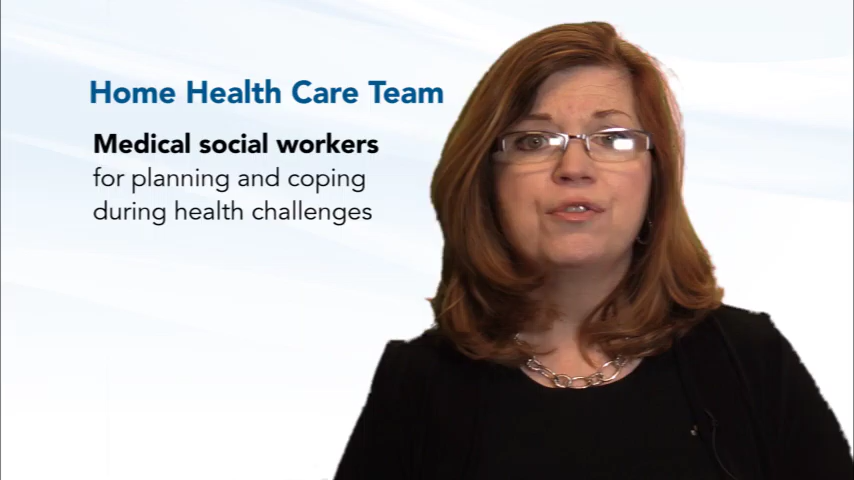 Home Health Care Team
Medical social workers
for planning and coping
during health challenges